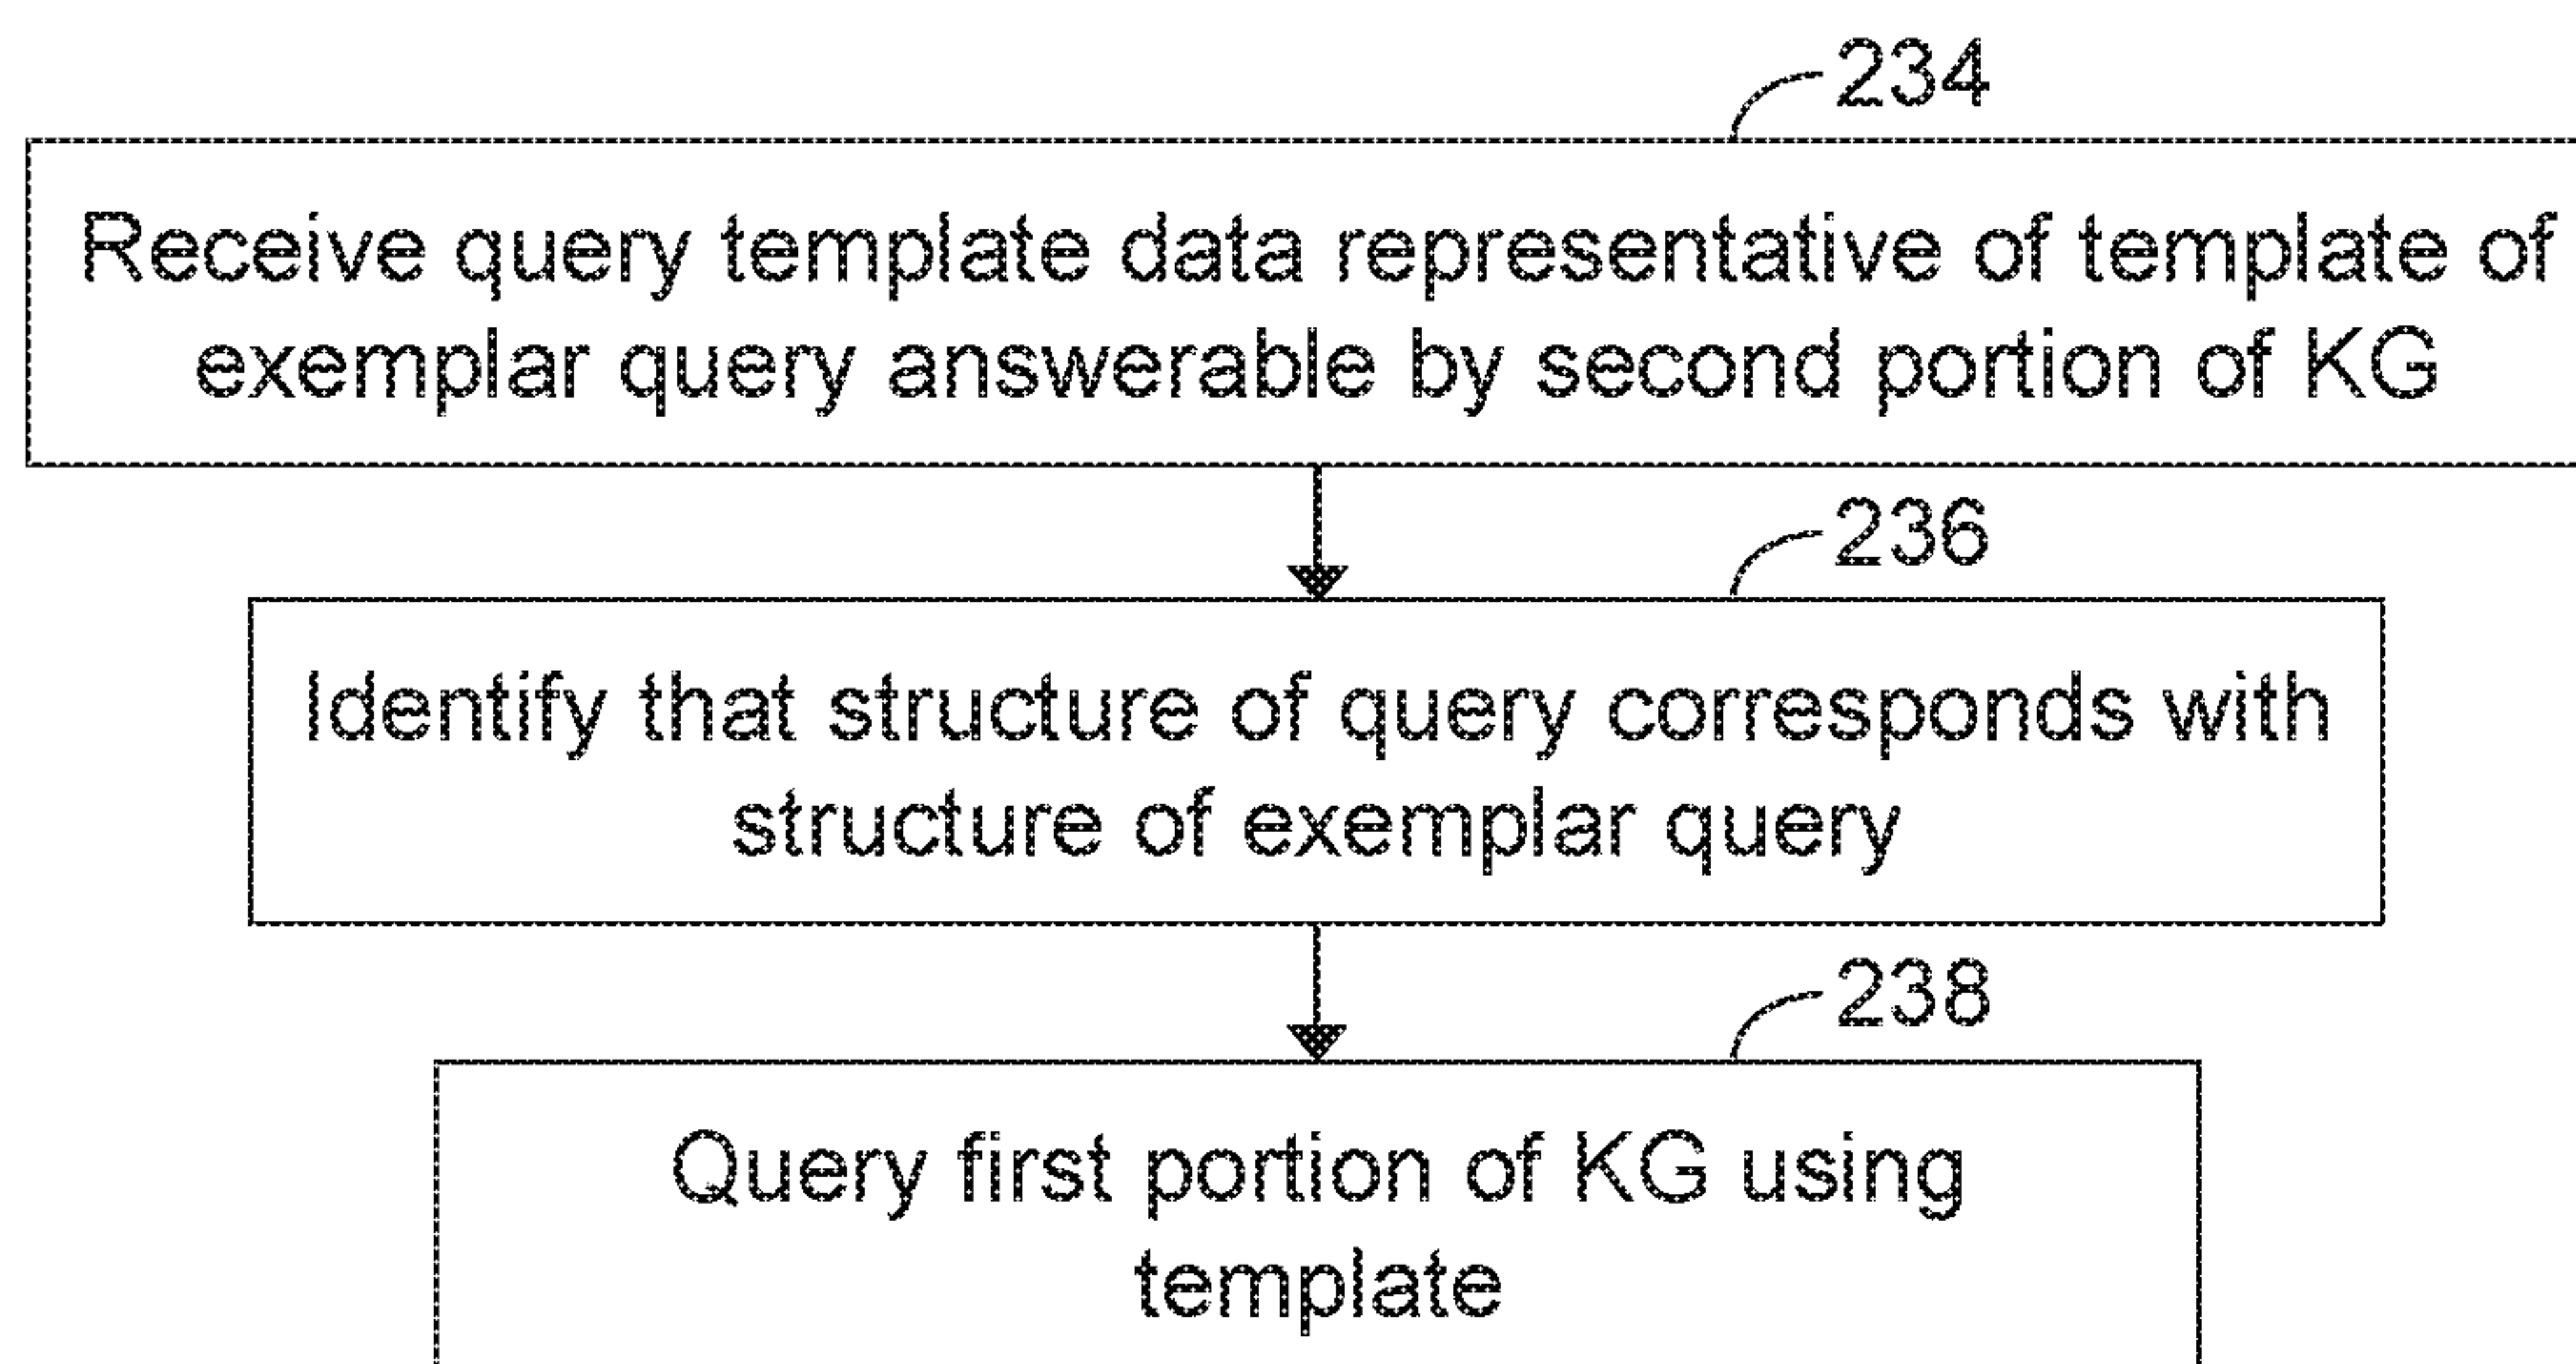 234
Receive query template data representative of template of
exemplar query answerable by second portion of KG
236
Identify that structure of query corresponds with
structure of exemplar query
238
Query first portion of KG using
template